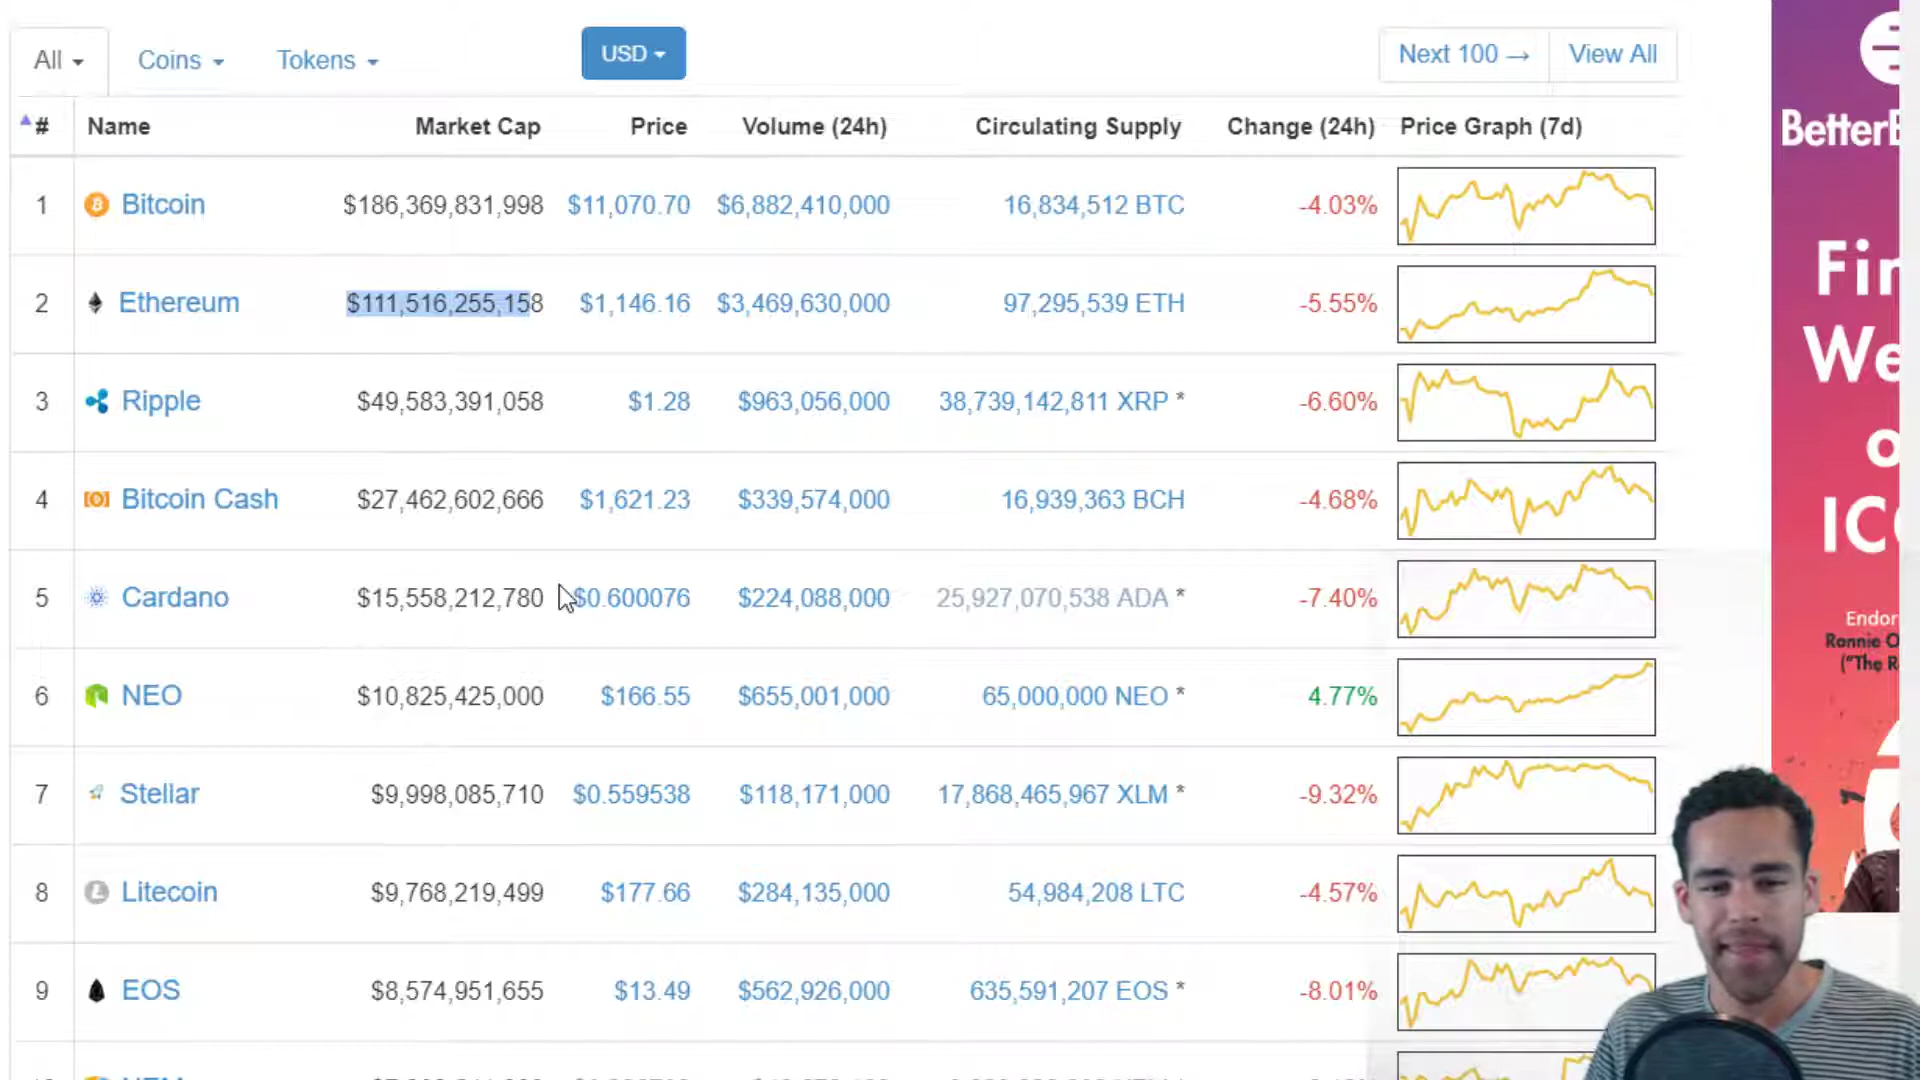 All Coins Tokens USD Next 100 → View All
# Name Market Cap Price Volume (24h) Circulating Supply Change (24h) Price Graph (7d)
1 Bitcoin $186,369,831,998 $11,070.70 $6,882,410,000 16,834,512 BTC -4.03%
2 Ethereum $111,516,255,158 $1,146.16 $3,469,630,000 97,295,539 ETH -5.55%
3 Ripple $49,583,391,058 $1.28 $963,056,000 38,739,142,811 XRP * -6.60%
4 Bitcoin Cash $27,462,602,666 $1,621.23 $339,574,000 16,939,363 BCH -4.68%
5 Cardano $15,558,212,780 $0.600076 $224,088,000 25,927,070,538 ADA * -7.40%
6 NEO $10,825,425,000 $166.55 $655,001,000 65,000,000 NEO * 4.77%
7 Stellar $9,998,085,710 $0.559538 $118,171,000 17,868,465,967 XLM * -9.32%
8 Litecoin $9,768,219,499 $177.66 $284,135,000 54,984,208 LTC -4.57%
9 EOS $8,574,951,655 $13.49 $562,926,000 635,591,207 EOS * -8.01%
Better
Fir
We
o
IC
Endor
Ronnie O
("The R